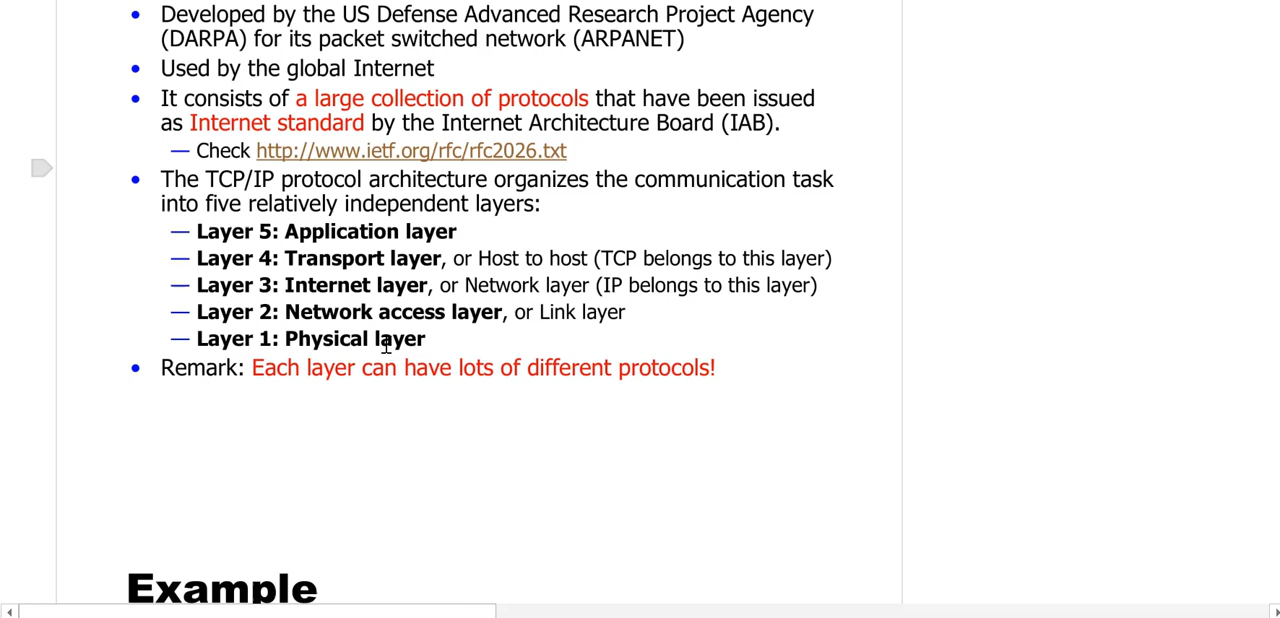 • Developed by the US Defense Advanced Research Project Agency
(DARPA) for its packet switched network (ARPANET)
• Used by the global Internet
• It consists of a large collection of protocols that have been issued
as Internet standard by the Internet Architecture Board (IAB).
— Check http://www.ietf.org/rfc/rfc2026.txt
• The TCP/IP protocol architecture organizes the communication task
into five relatively independent layers:
— Layer 5: Application layer
— Layer 4: Transport layer, or Host to host (TCP belongs to this layer)
— Layer 3: Internet layer, or Network layer (IP belongs to this layer)
— Layer 2: Network access layer, or Link layer
— Layer 1: Physical layer
• Remark: Each layer can have lots of different protocols!
Example